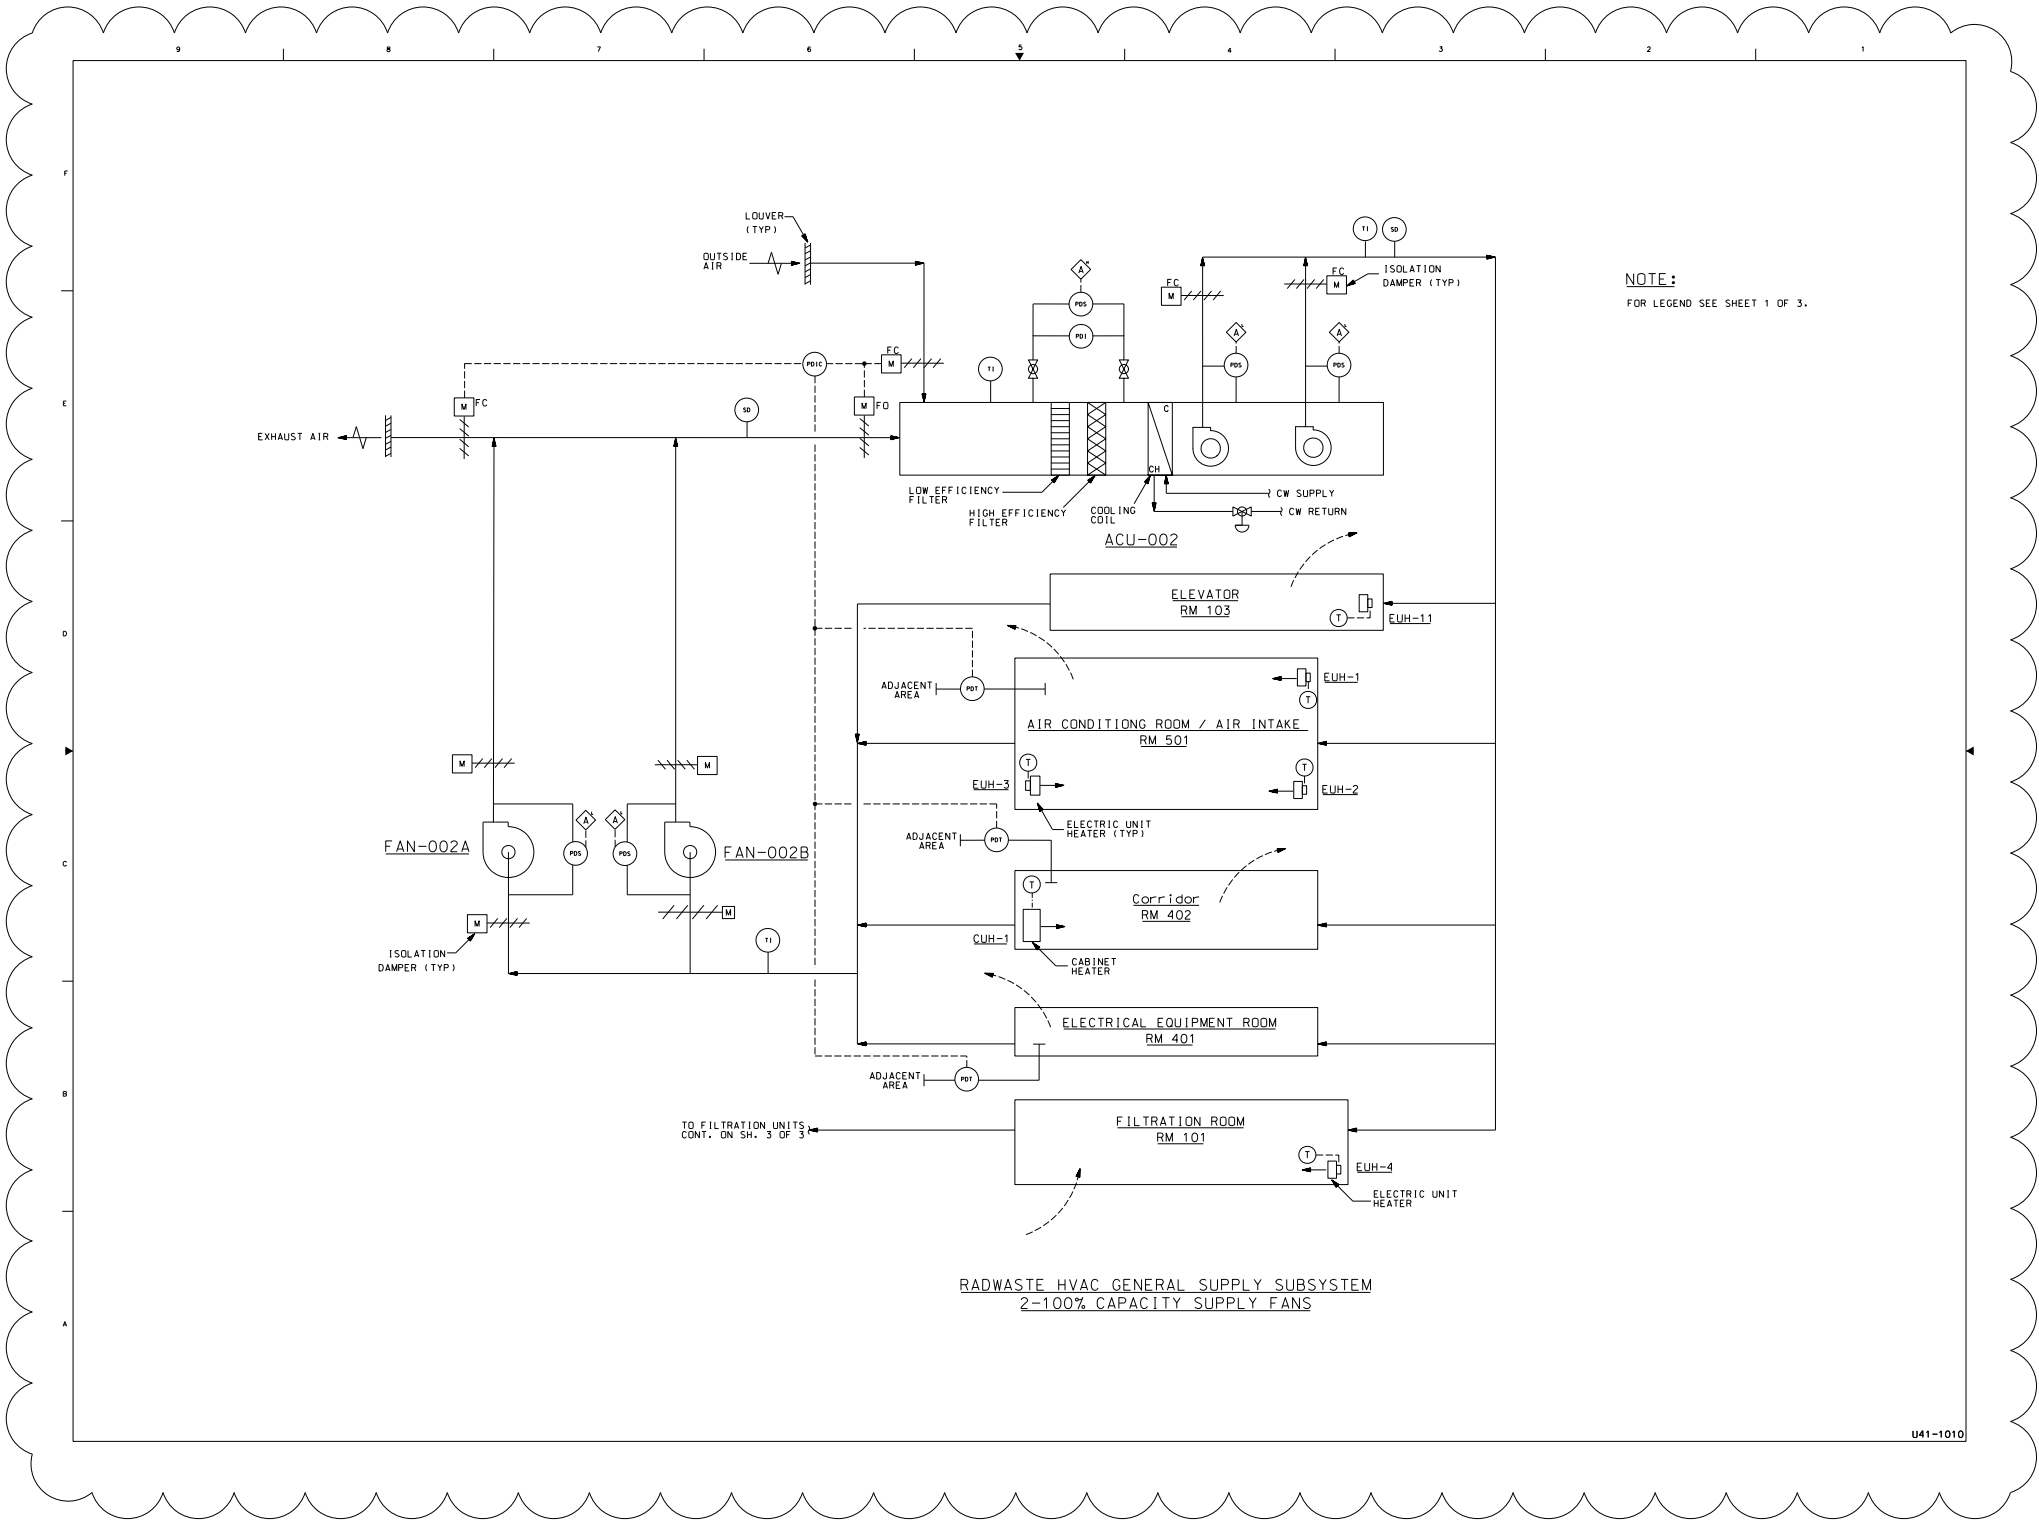 9 8 7 6 5 4 3 2 1
F
LOUVER
(TYP)
OUTSIDE
AIR
TI
SD
FC
M
FC
M
ISOLATION
DAMPER (TYP)
NOTE:
FOR LEGEND SEE SHEET 1 OF 3.
A
PDS
PDI
A
PDS
A
PDS
PDIC
FC
M
TI
E
M
FC
SD
M
FO
C
CH
EXHAUST AIR
LOW EFFICIENCY
FILTER
HIGH EFFICIENCY
FILTER
COOLING
COIL
CW SUPPLY
CW RETURN
ACU-002
D
ELEVATOR
RM 103
T
EUH-11
ADJACENT
AREA
PDT
EUH-1
T
AIR CONDITIONG ROOM / AIR INTAKE
RM 501
M
M
T
EUH-3
T
EUH-2
ELECTRIC UNIT
HEATER (TYP)
C
FAN-002A
A
PDS
A
PDS
FAN-002B
ADJACENT
AREA
PDT
T
Corridor
RM 402
M
M
CUH-1
TI
ISOLATION
DAMPER (TYP)
CABINET
HEATER
ELECTRICAL EQUIPMENT ROOM
RM 401
ADJACENT
AREA
PDT
B
TO FILTRATION UNITS
CONT. ON SH. 3 OF 3
FILTRATION ROOM
RM 101
T
EUH-4
ELECTRIC UNIT
HEATER
RADWASTE HVAC GENERAL SUPPLY SUBSYSTEM
2-100% CAPACITY SUPPLY FANS
A
U41-1010